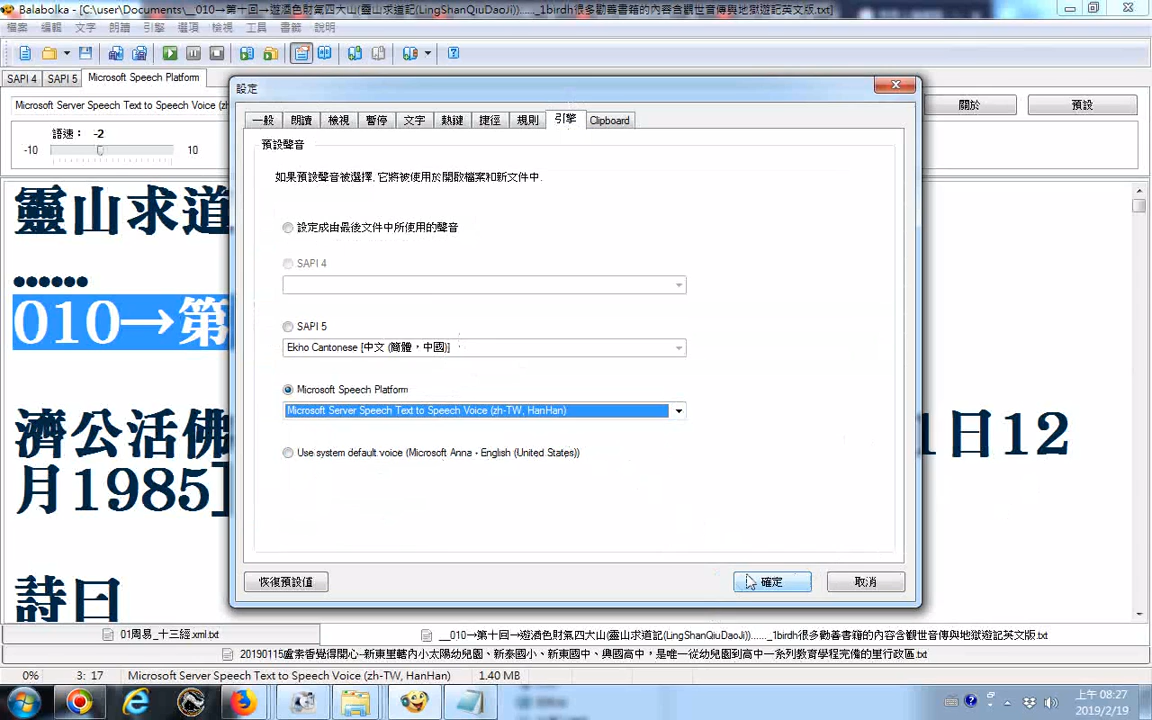 Balabolka - [C:\user\Documents\__010→第十回→遊酒色財氣四大山(靈山求道記(LingShanQiuDaoJi))....._1birdh很多勸善書籍的內容含觀世音傳與地獄遊記英文版.txt]
檔案 編輯 文字 朗讀 引擎 選項 檢視 工具 書籤 說明
SAPI 4 SAPI 5 Microsoft Speech Platform
Microsoft Server Speech Text to Speech Voice (zh 關於 預設
語速： -2
-10 10
設定
一般 朗讀 檢視 暫停 文字 熱鍵 捷徑 規則 引擎 Clipboard
預設聲音
如果預設聲音被選擇, 它將被使用於開啟檔案和新文件中.
設定成由最後文件中所使用的聲音
SAPI 4
SAPI 5
Ekho Cantonese [中文 (簡體，中國)]
Microsoft Speech Platform
Microsoft Server Speech Text to Speech Voice (zh-TW, HanHan)
Use system default voice (Microsoft Anna - English (United States))
恢復預設值 確定 取消
靈山求道
••••••
010→第
濟公活佛 1日12
月1985]
詩曰
01周易_十三經.xml.txt __010→第十回→遊酒色財氣四大山(靈山求道記(LingShanQiuDaoJi))....._1birdh很多勸善書籍的內容含觀世音傳與地獄遊記英文版.txt
20190115盧素香覺得開心-新東里轄內小太陽幼兒園、新泰國小、新東國中、興國高中，是唯一從幼兒園到高中一系列教育學程完備的里行政區.txt
0% 3: 17 Microsoft Server Speech Text to Speech Voice (zh-TW, HanHan) 1.40 MB
上午 08:27
2019/2/19